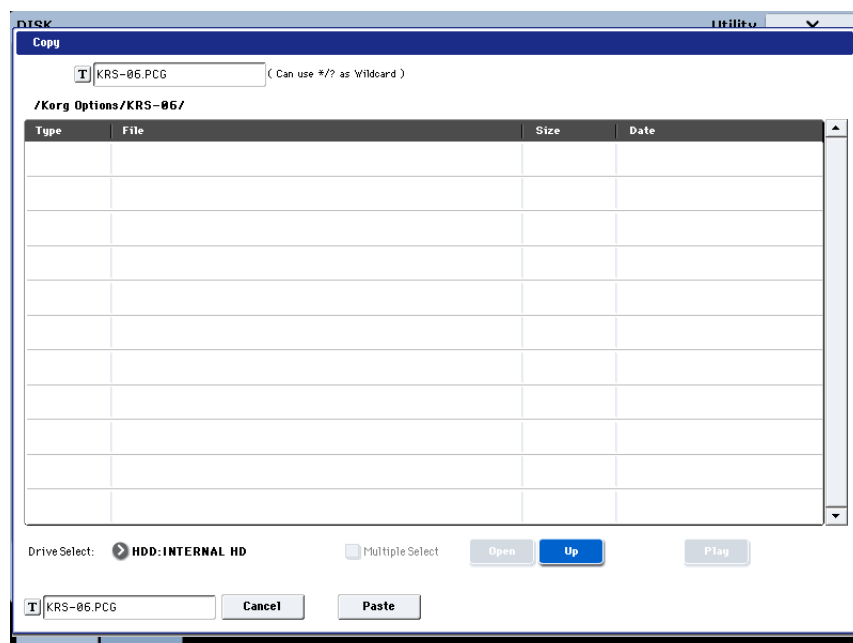 DISK Utility
Copy
T KRS-06.PCG ( Can use */? as Wildcard )
/Korg Options/KRS-06/
Type File Size Date
Drive Select: HDD:INTERNAL HD Multiple Select Open Up Play
T KRS-06.PCG Cancel Paste